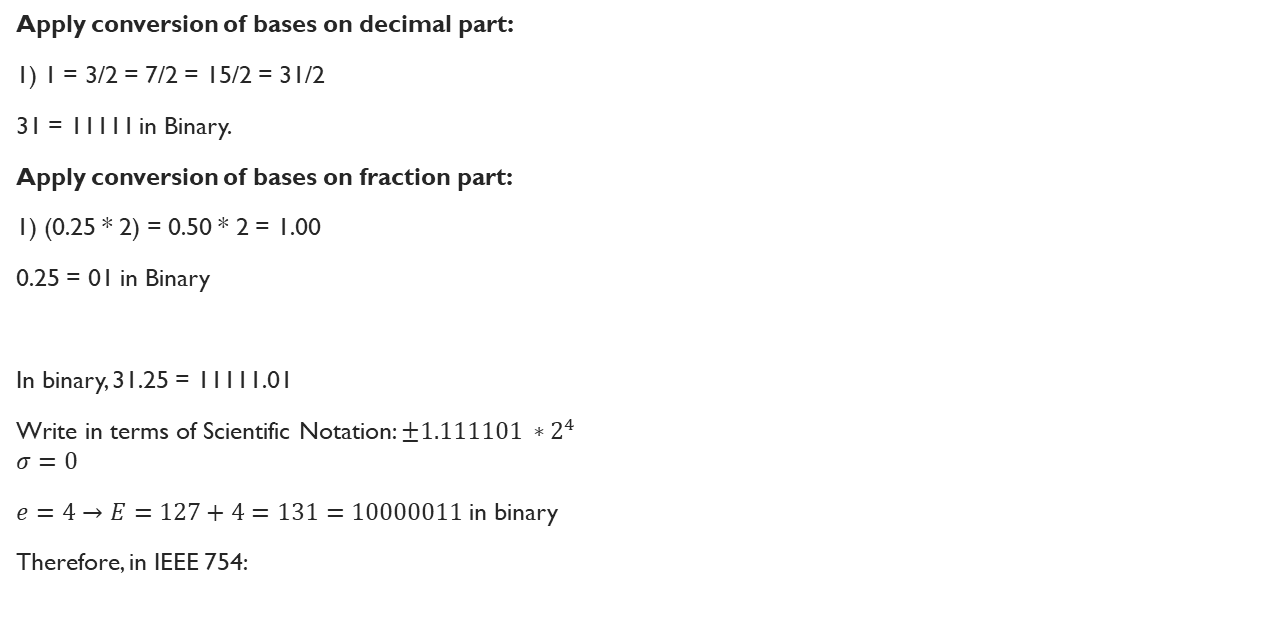 Apply conversion of bases on decimal part:
1) 1 = 3/2 = 7/2 = 15/2 = 31/2
31 = 11111 in Binary.
Apply conversion of bases on fraction part:
1) (0.25 * 2) = 0.50 * 2 = 1.00
0.25 = 01 in Binary
In binary, 31.25 = 11111.01
Write in terms of Scientific Notation: ±1.111101 ∗ 2⁴
σ = 0
e = 4 → E = 127 + 4 = 131 = 10000011 in binary
Therefore, in IEEE 754: